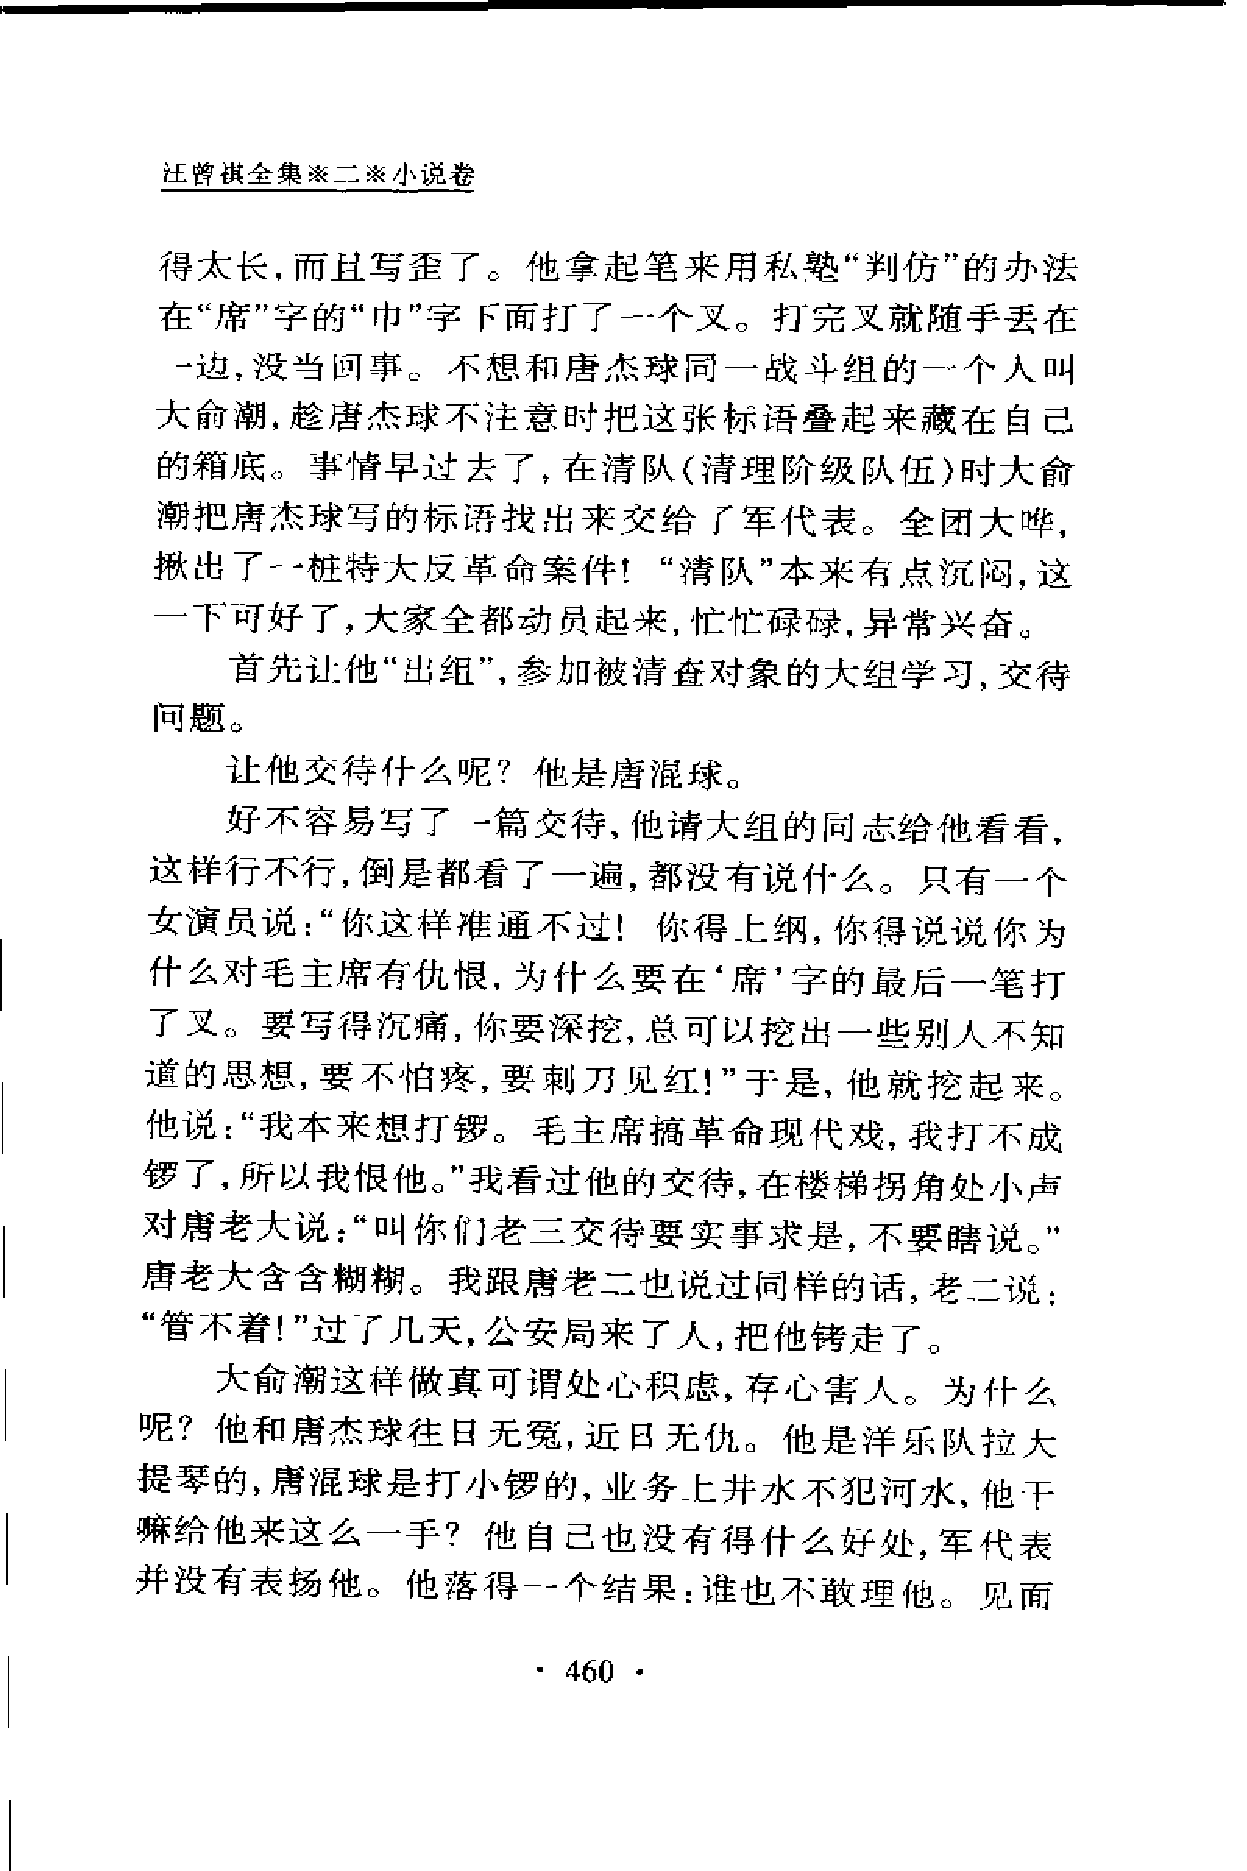 汪曾祺全集※二※小说卷
得太长,而且写歪了。他拿起笔来用私塾“判仿”的办法
在“席”字的“巾”字下面打了一个叉。打完叉就随手丢在
一边,没当回事。不想和唐杰球同一战斗组的一个人叫
大俞潮,趁唐杰球不注意时把这张标语叠起来藏在自己
的箱底。事情早过去了,在清队(清理阶级队伍)时大俞
潮把唐杰球写的标语找出来交给了军代表。全团大哗,
揪出了一桩特大反革命案件!“清队”本来有点沉闷,这
一下可好了,大家全都动员起来,忙忙碌碌,异常兴奋。
首先让他“出组”,参加被清查对象的大组学习,交待
问题。
让他交待什么呢?他是唐混球。
好不容易写了一篇交待,他请大组的同志给他看看,
这样行不行,倒是都看了一遍,都没有说什么。只有一个
女演员说:“你这样准通不过!你得上纲,你得说说你为
什么对毛主席有仇恨,为什么要在‘席’字的最后一笔打
了叉。要写得沉痛,你要深挖,总可以挖出一些别人不知
道的思想,要不怕疼,要刺刀见红!”于是,他就挖起来。
他说:“我本来想打锣。毛主席搞革命现代戏,我打不成
锣了,所以我恨他。”我看过他的交待,在楼梯拐角处小声
对唐老大说:“叫你们老三交待要实事求是,不要瞎说。”
唐老大含含糊糊。我跟唐老二也说过同样的话,老二说:
“管不着!”过了几天,公安局来了人,把他铐走了。
大俞潮这样做真可谓处心积虑,存心害人。为什么
呢?他和唐杰球往日无冤,近日无仇。他是洋乐队拉大
提琴的,唐混球是打小锣的,业务上井水不犯河水,他干
嘛给他来这么一手?他自己也没有得什么好处,军代表
并没有表扬他。他落得一个结果:谁也不敢理他。见面
· 460 ·